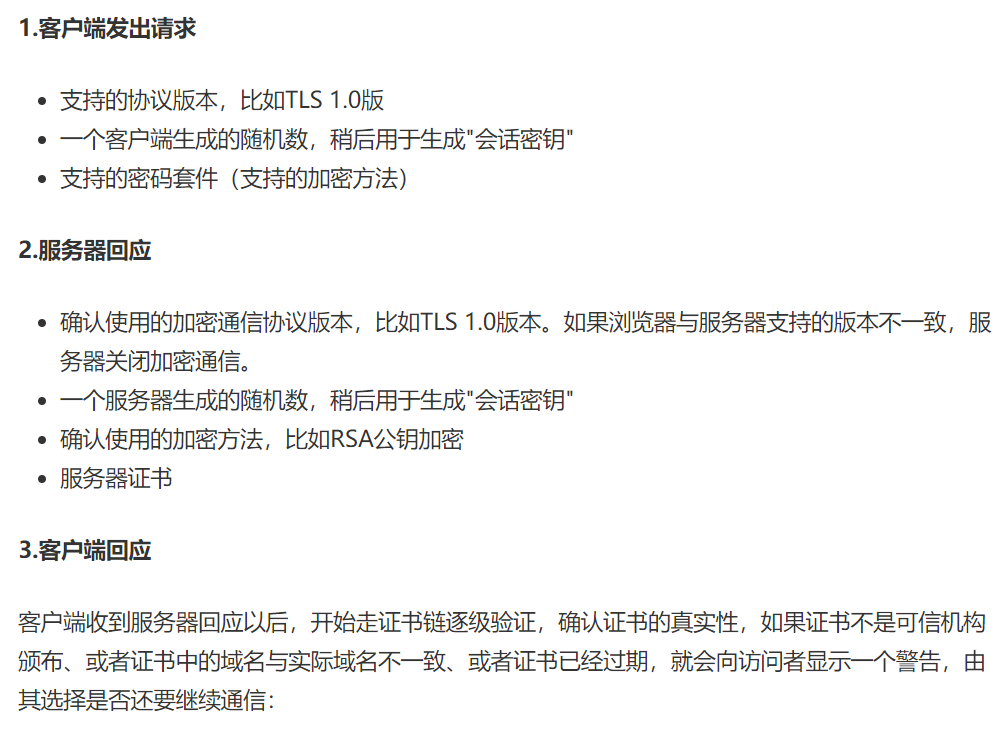 1.客户端发出请求
支持的协议版本，比如TLS 1.0版
一个客户端生成的随机数，稍后用于生成"会话密钥"
支持的密码套件（支持的加密方法）
2.服务器回应
确认使用的加密通信协议版本，比如TLS 1.0版本。如果浏览器与服务器支持的版本不一致，服
务器关闭加密通信。
一个服务器生成的随机数，稍后用于生成"会话密钥"
确认使用的加密方法，比如RSA公钥加密
服务器证书
3.客户端回应
客户端收到服务器回应以后，开始走证书链逐级验证，确认证书的真实性，如果证书不是可信机构
颁布、或者证书中的域名与实际域名不一致、或者证书已经过期，就会向访问者显示一个警告，由
其选择是否还要继续通信：